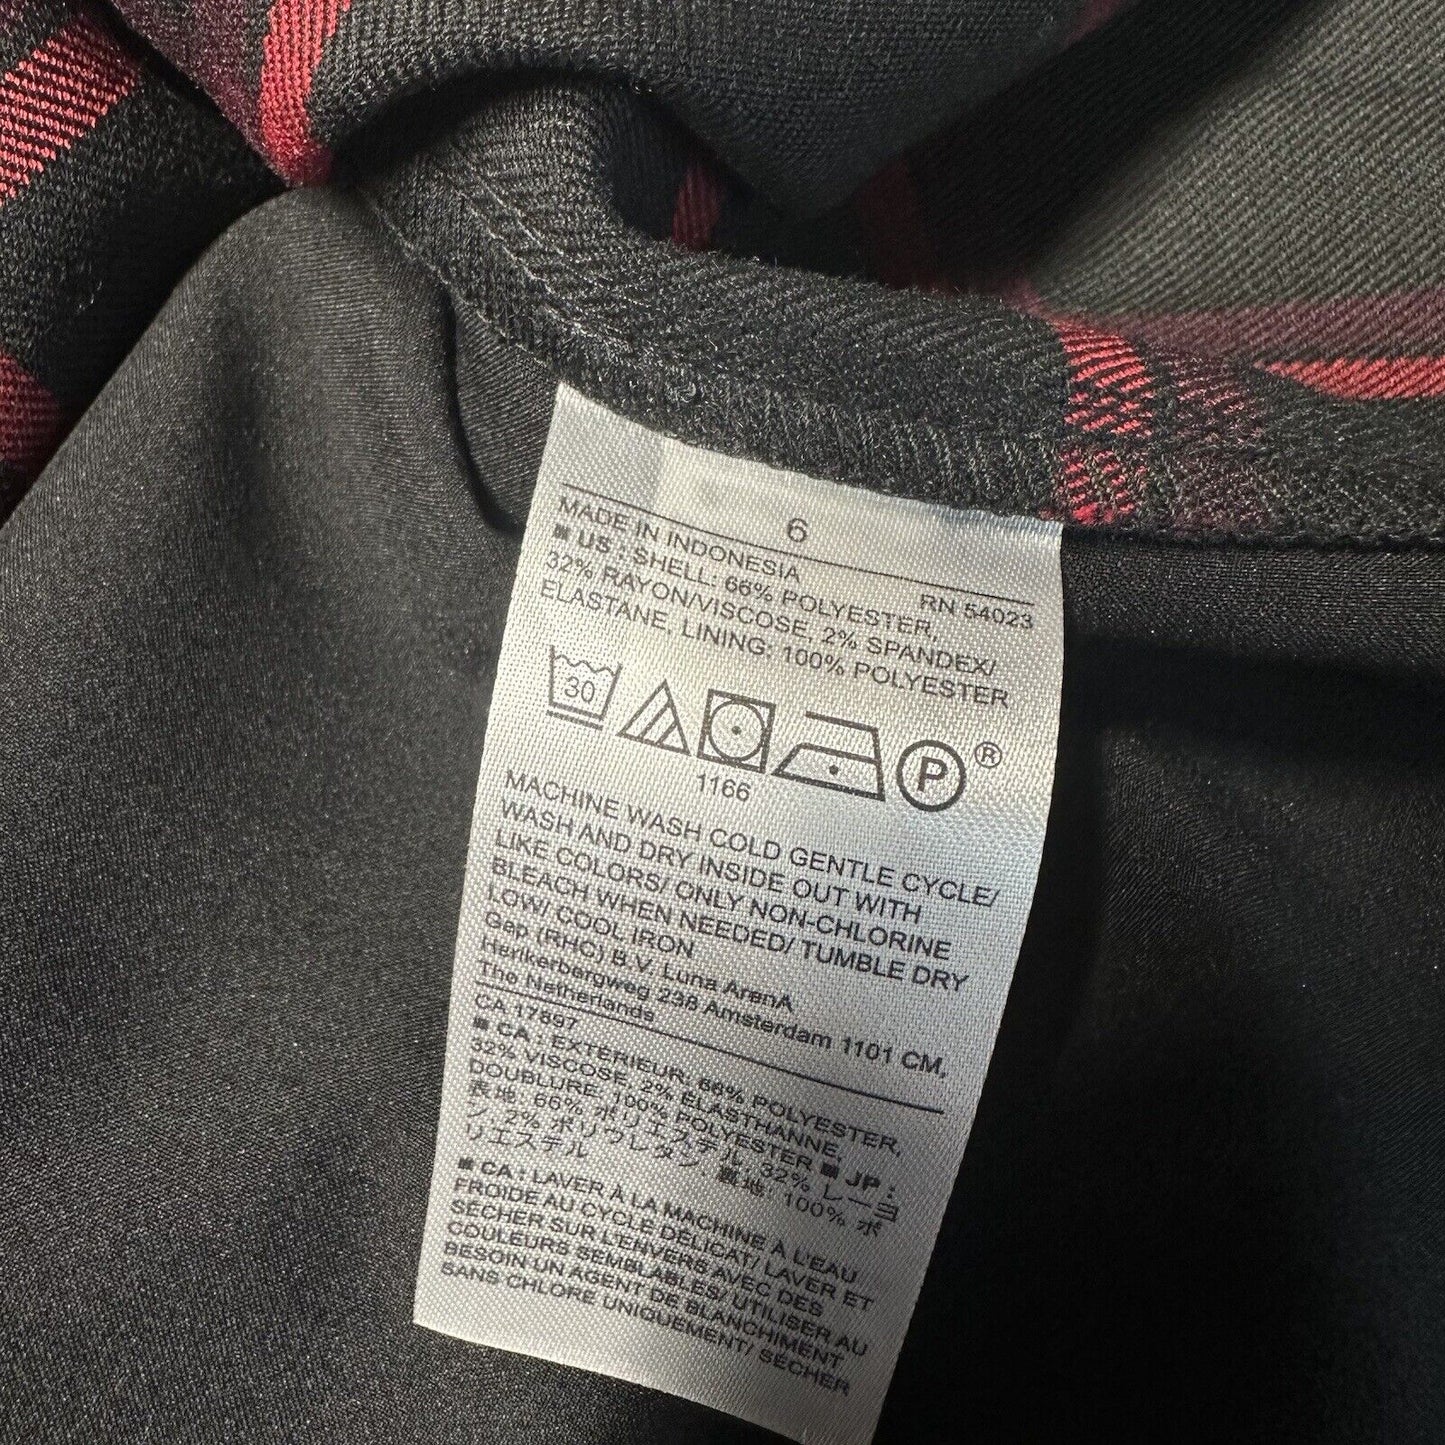 6
MADE IN INDONESIA RN 54023
■ US : SHELL: 66% POLYESTER,
32% RAYON/VISCOSE, 2% SPANDEX/
ELASTANE, LINING: 100% POLYESTER
30 P ®
1166
MACHINE WASH COLD GENTLE CYCLE/
WASH AND DRY INSIDE OUT WITH
LIKE COLORS/ ONLY NON-CHLORINE
BLEACH WHEN NEEDED/ TUMBLE DRY
LOW/ COOL IRON
Gap (RHC) B.V. Luna ArenA
Herikerbergweg 238 Amsterdam 1101 CM,
The Netherlands
CA 17897
■ CA : EXTERIEUR: 66% POLYESTER,
32% VISCOSE, 2% ELASTHANNE,
DOUBLURE: 100% POLYESTER ■ JP :
表地: 66% ポリエステル, 32% レーヨ
ン, 2% ポリウレタン, 裏地: 100% ポ
リエステル
■ CA : LAVER À LA MACHINE À L'EAU
FROIDE AU CYCLE DÉLICAT/ LAVER ET
SÉCHER SUR L'ENVERS AVEC DES
COULEURS SEMBLABLES/ UTILISER AU
BESOIN UN AGENT DE BLANCHIMENT
SANS CHLORE UNIQUEMENT/ SÉCHER